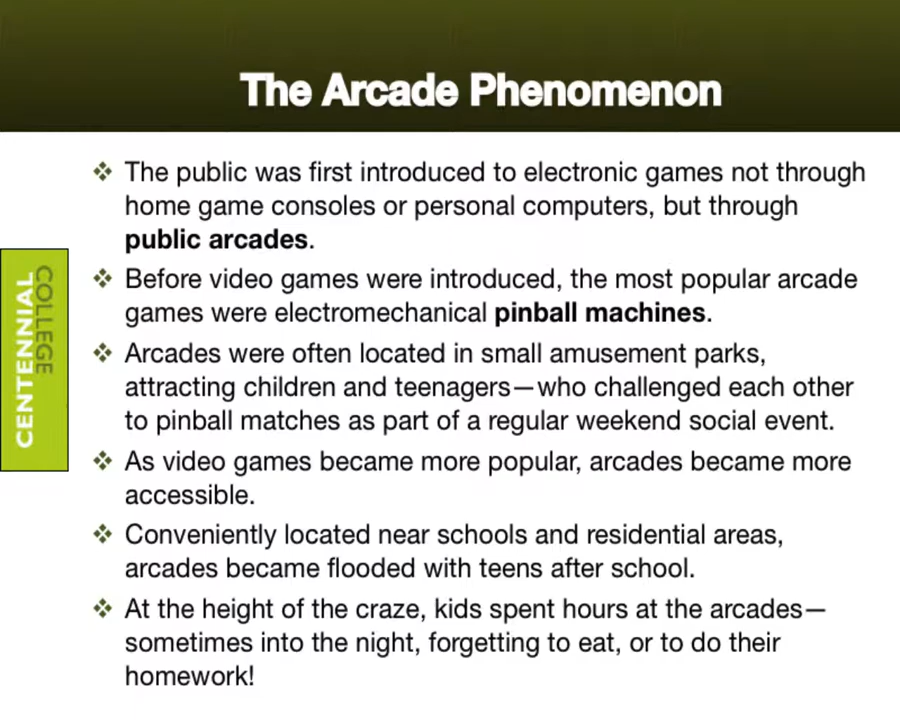 The Arcade Phenomenon
The public was first introduced to electronic games not through
home game consoles or personal computers, but through
public arcades.
Before video games were introduced, the most popular arcade
games were electromechanical pinball machines.
Arcades were often located in small amusement parks,
attracting children and teenagers—who challenged each other
to pinball matches as part of a regular weekend social event.
As video games became more popular, arcades became more
accessible.
Conveniently located near schools and residential areas,
arcades became flooded with teens after school.
At the height of the craze, kids spent hours at the arcades—
sometimes into the night, forgetting to eat, or to do their
homework!
CENTENNIAL
COLLEGE